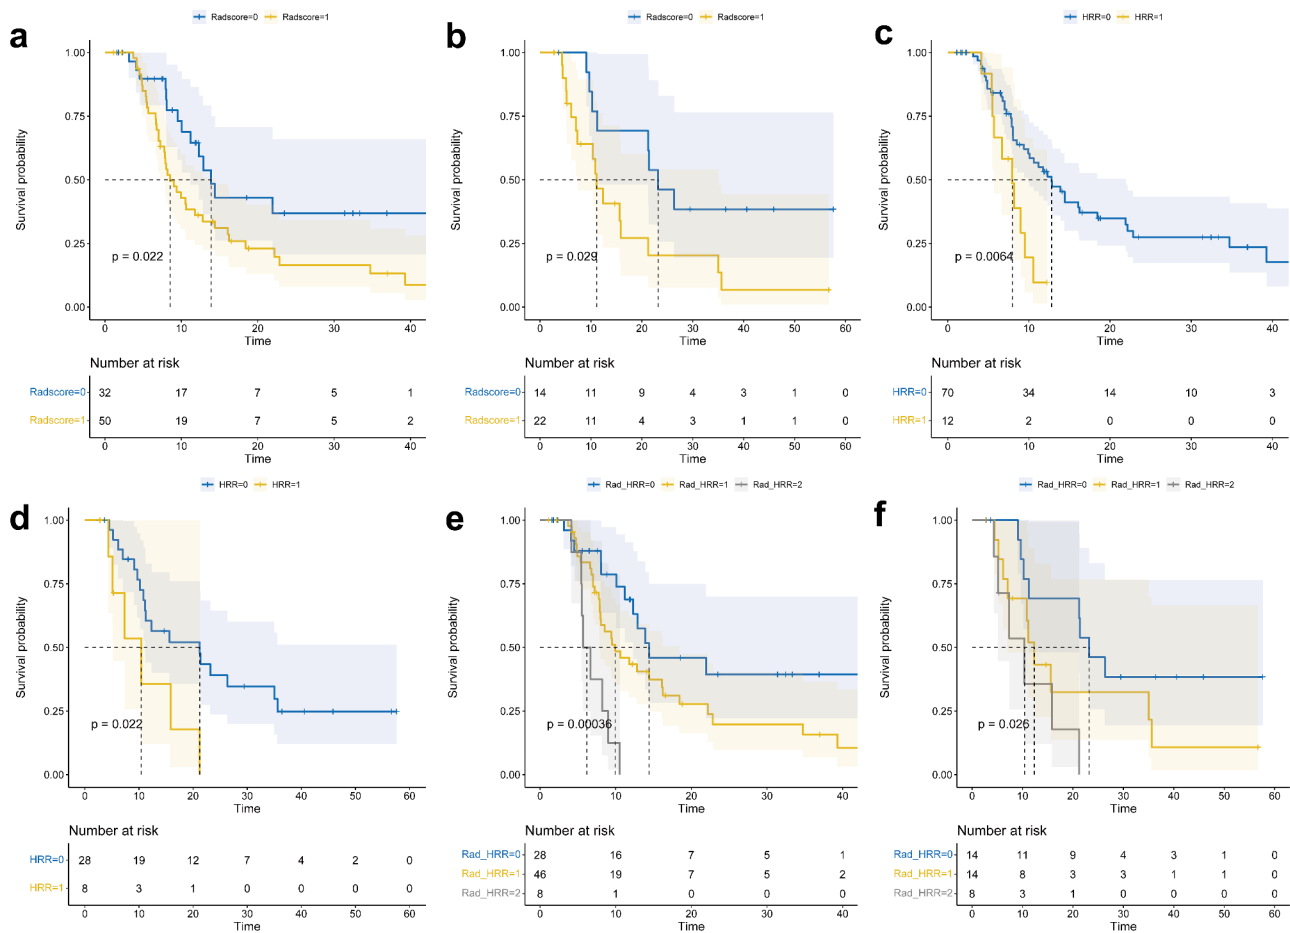 Radscore=0 Radscore=1
a
Survival probability
1.00
0.75
0.50
0.25
0.00
p = 0.022
0 10 20 30 40
Time
Number at risk
Radscore=0 32 17 7 5 1
Radscore=1 50 19 7 5 2
0 10 20 30 40
Time
Radscore=0 Radscore=1
b
Survival probability
1.00
0.75
0.50
0.25
0.00
p = 0.029
0 10 20 30 40 50 60
Time
Number at risk
Radscore=0 14 11 9 4 3 1 0
Radscore=1 22 11 4 3 1 1 0
0 10 20 30 40 50 60
Time
HRR=0 HRR=1
c
Survival probability
1.00
0.75
0.50
0.25
0.00
p = 0.0064
0 10 20 30 40
Time
Number at risk
HRR=0 70 34 14 10 3
HRR=1 12 2 0 0 0
0 10 20 30 40
Time
HRR=0 HRR=1
d
Survival probability
1.00
0.75
0.50
0.25
0.00
p = 0.022
0 10 20 30 40 50 60
Time
Number at risk
HRR=0 28 19 12 7 4 2 0
HRR=1 8 3 1 0 0 0 0
0 10 20 30 40 50 60
Time
Rad_HRR=0 Rad_HRR=1 Rad_HRR=2
e
Survival probability
1.00
0.75
0.50
0.25
0.00
p = 0.00036
0 10 20 30 40
Time
Number at risk
Rad_HRR=0 28 16 7 5 1
Rad_HRR=1 46 19 7 5 2
Rad_HRR=2 8 1 0 0 0
0 10 20 30 40
Time
Rad_HRR=0 Rad_HRR=1 Rad_HRR=2
f
Survival probability
1.00
0.75
0.50
0.25
0.00
p = 0.026
0 10 20 30 40 50 60
Time
Number at risk
Rad_HRR=0 14 11 9 4 3 1 0
Rad_HRR=1 14 8 3 3 1 1 0
Rad_HRR=2 8 3 1 0 0 0 0
0 10 20 30 40 50 60
Time